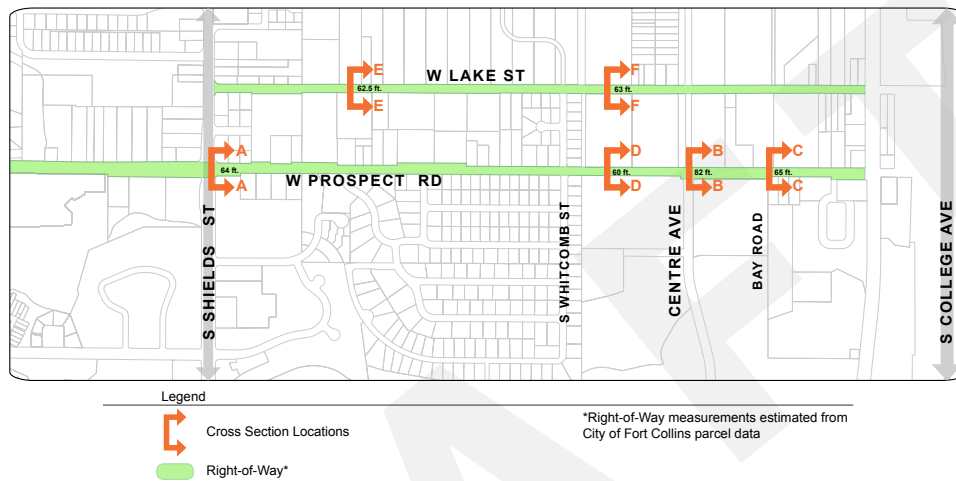 E
W LAKE ST
F
62.5 ft.
63 ft.
E
F
A
D
B
C
64 ft.
60 ft.
82 ft.
65 ft.
W PROSPECT RD
A
D
B
C
S SHIELDS ST
S WHITCOMB ST
CENTRE AVE
BAY ROAD
S COLLEGE AVE
Legend
Cross Section Locations
Right-of-Way*
*Right-of-Way measurements estimated from
City of Fort Collins parcel data